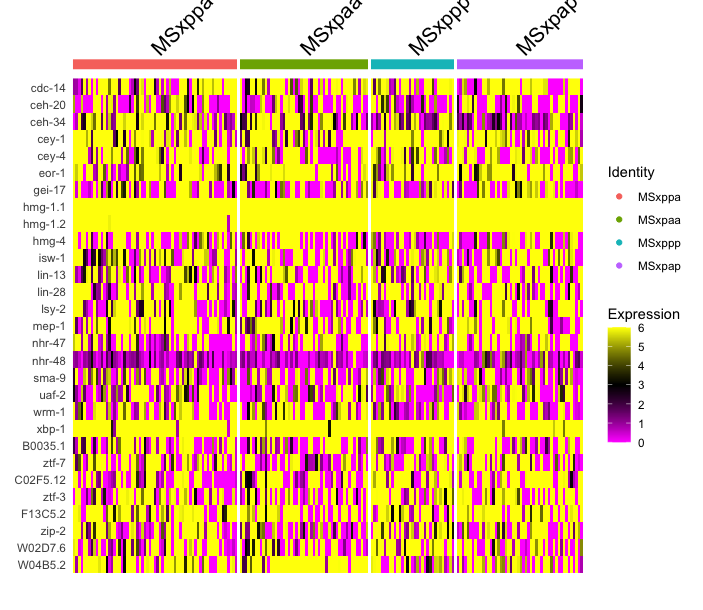 MSxppa
MSxpaa
MSxppp
MSxpap
cdc-14
ceh-20
ceh-34
cey-1
cey-4
eor-1
gei-17
hmg-1.1
hmg-1.2
hmg-4
isw-1
lin-13
lin-28
lsy-2
mep-1
nhr-47
nhr-48
sma-9
uaf-2
wrm-1
xbp-1
B0035.1
ztf-7
C02F5.12
ztf-3
F13C5.2
zip-2
W02D7.6
W04B5.2
Identity
MSxppa
MSxpaa
MSxppp
MSxpap
Expression
6
5
4
3
2
1
0